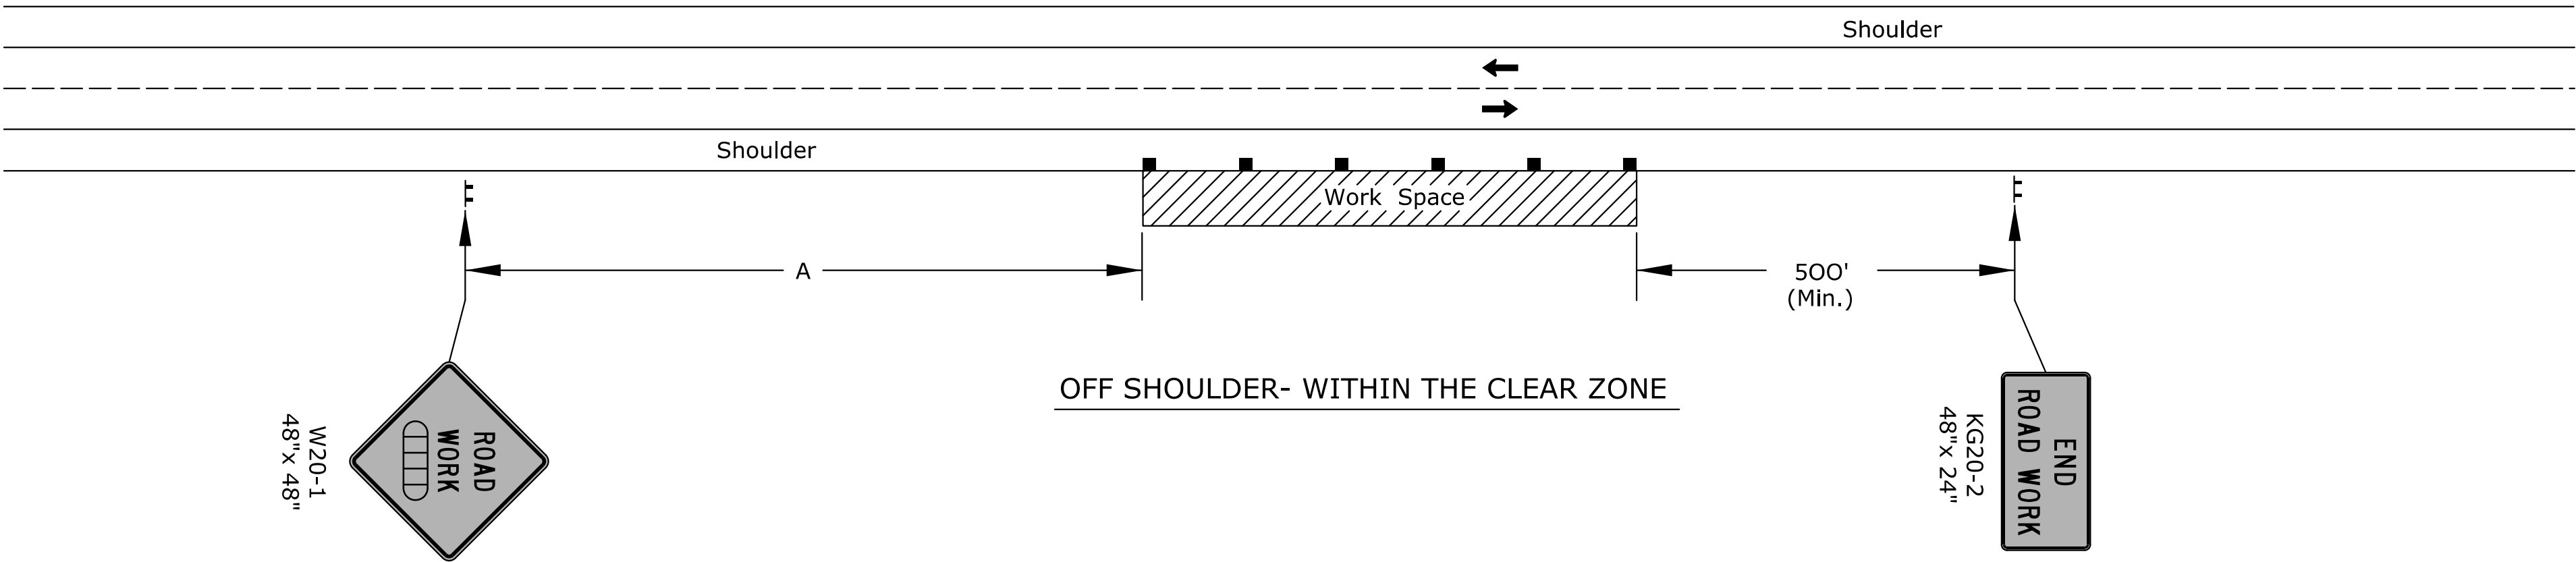 Shoulder
Shoulder
Work Space
A
500'
(Min.)
OFF SHOULDER- WITHIN THE CLEAR ZONE
ROAD
WORK
W20-1
48"x 48"
END
ROAD WORK
KG20-2
48"x 24"